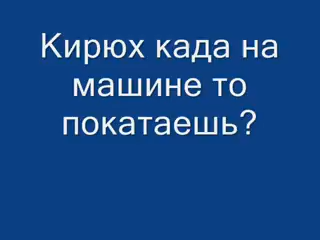 Кирюх када на
машине то
покатаешь?